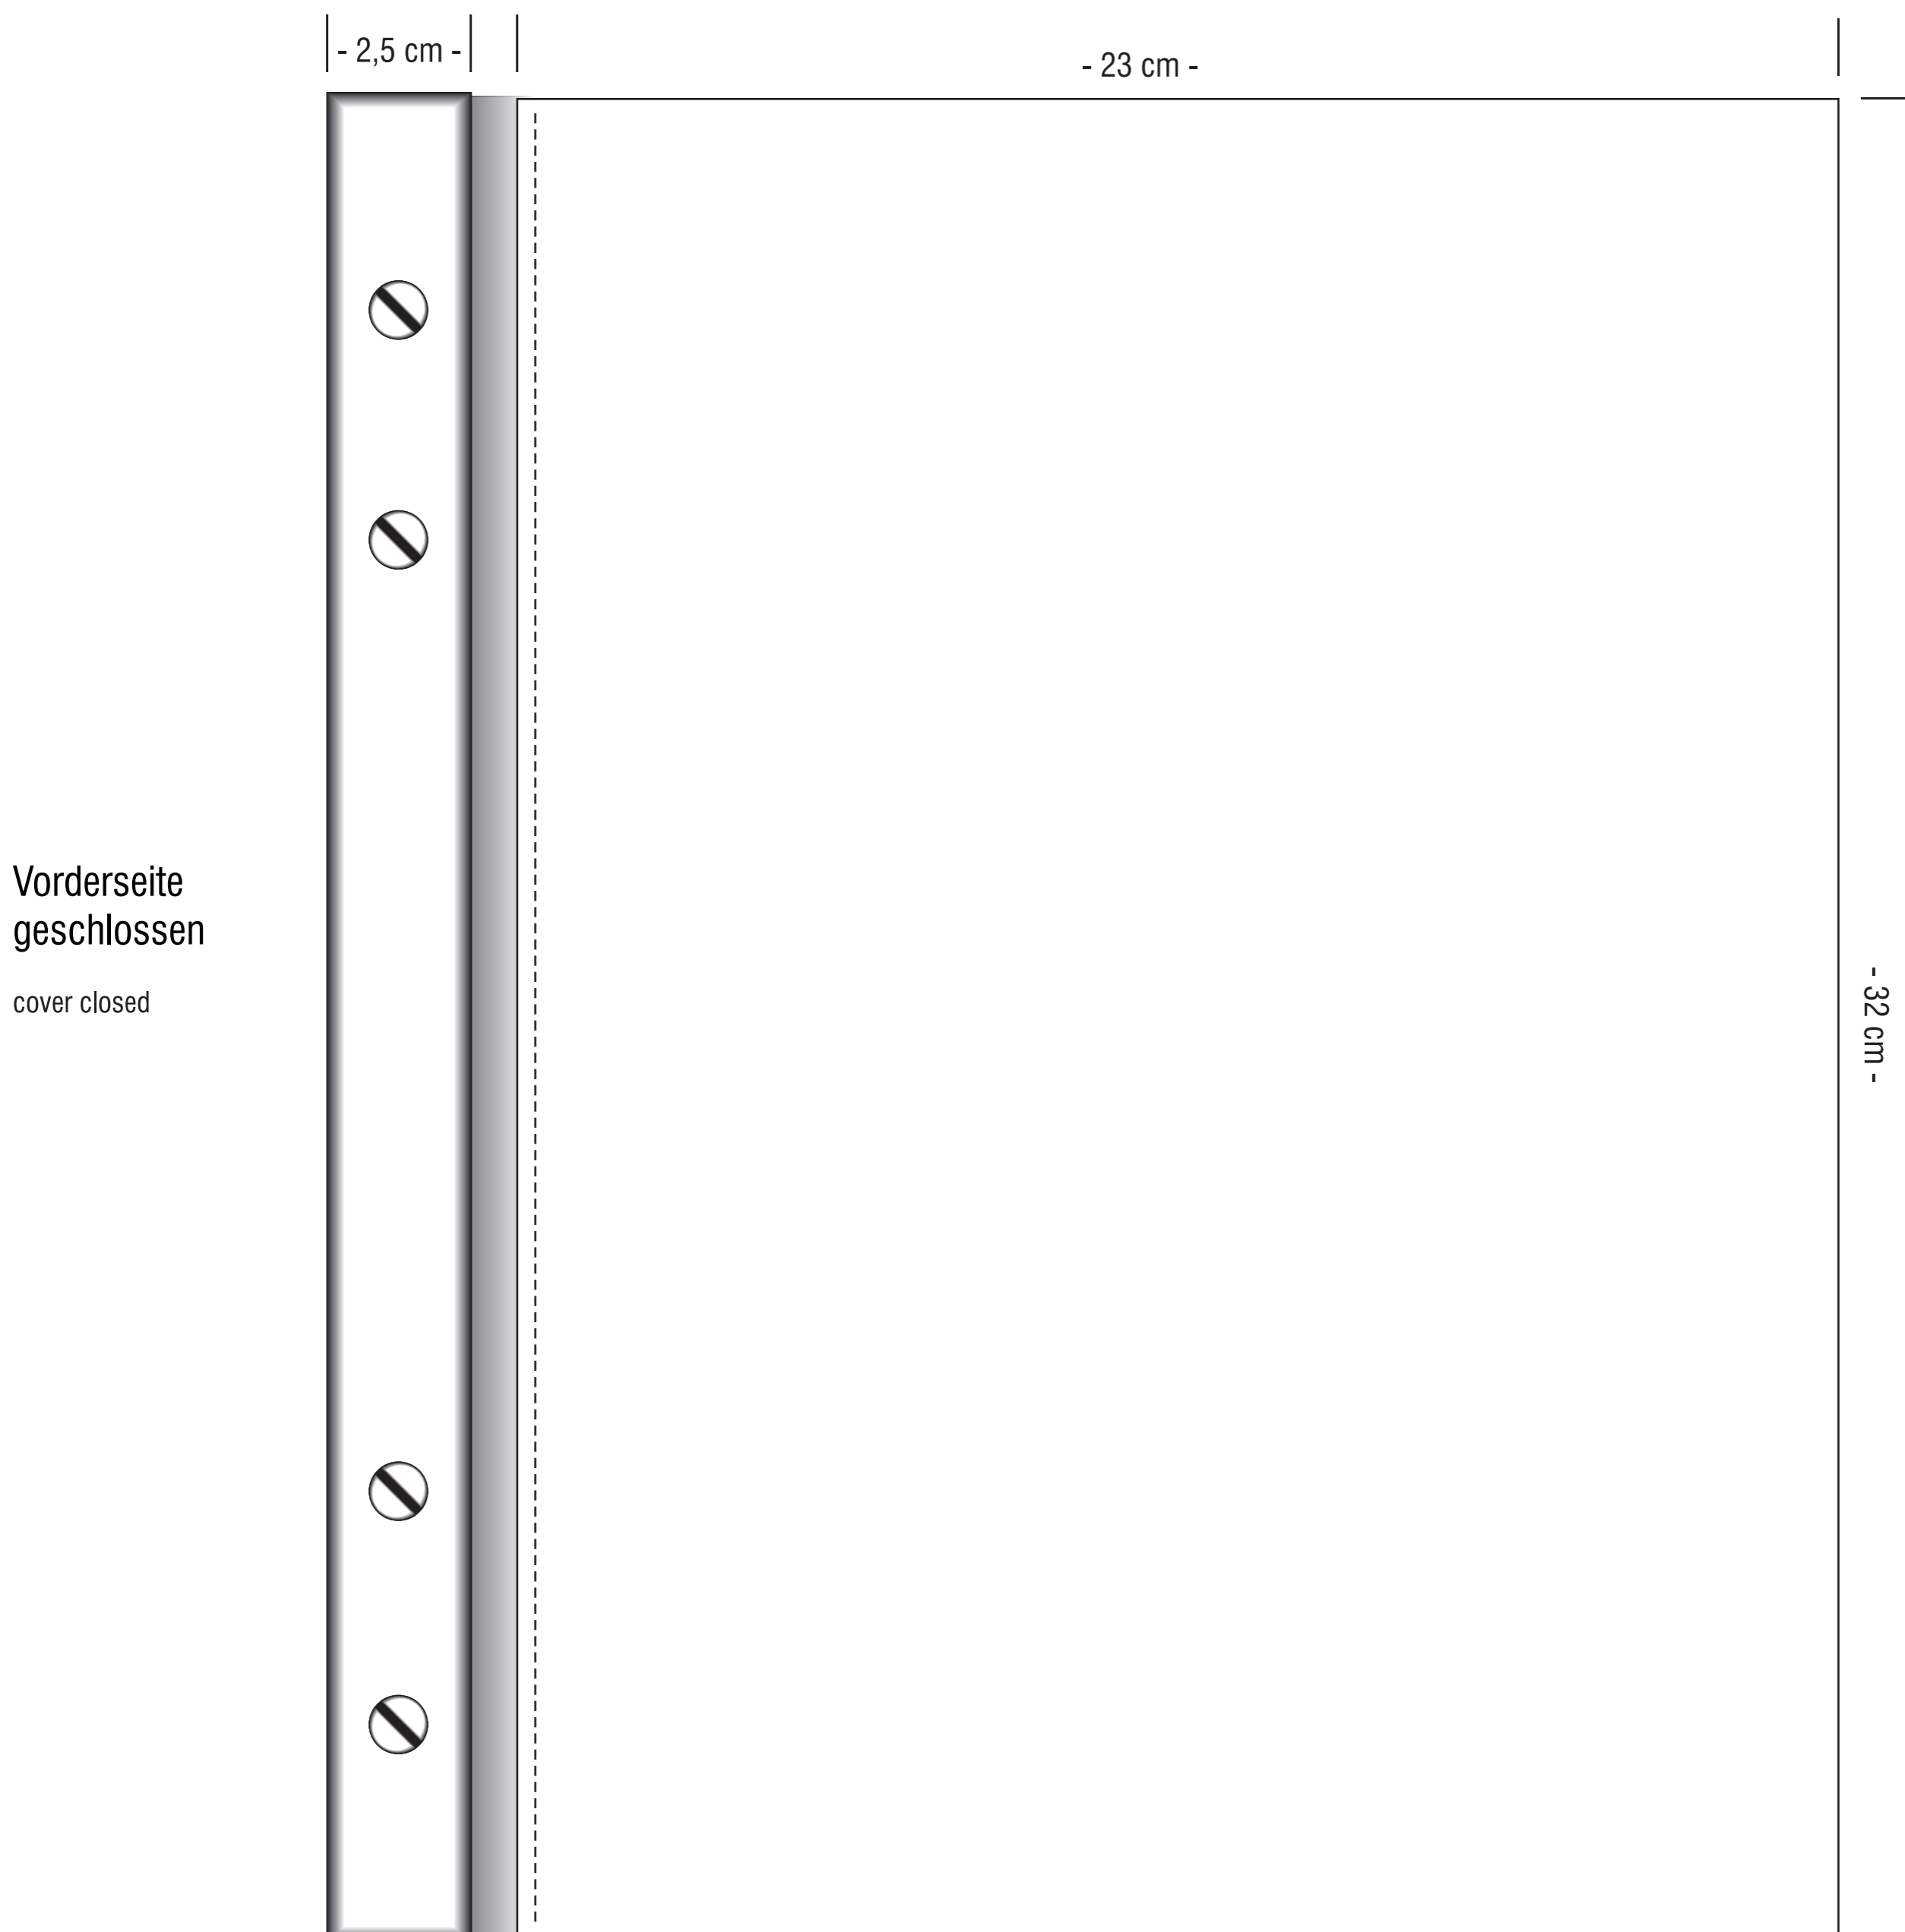 - 2,5 cm -
- 23 cm -
Vorderseite
geschlossen
cover closed
- 32 cm -